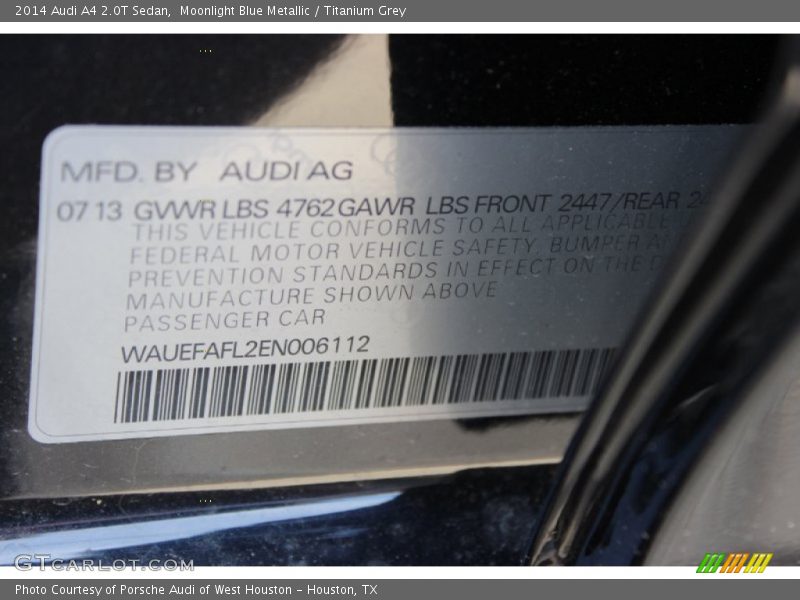 2014 Audi A4 2.0T Sedan,  Moonlight Blue Metallic / Titanium Grey
MFD. BY AUDI AG
07 13 GVWR LBS 4762 GAWR LBS FRONT 2447/REAR
THIS VEHICLE CONFORMS TO ALL APPLICABLE
FEDERAL MOTOR VEHICLE SAFETY, BUMPER
PREVENTION STANDARDS IN EFFECT ON THE
MANUFACTURE SHOWN ABOVE
PASSENGER CAR
WAUEFAFL2EN006112
GTCARLOT.COM
Photo Courtesy of Porsche Audi of West Houston – Houston, TX